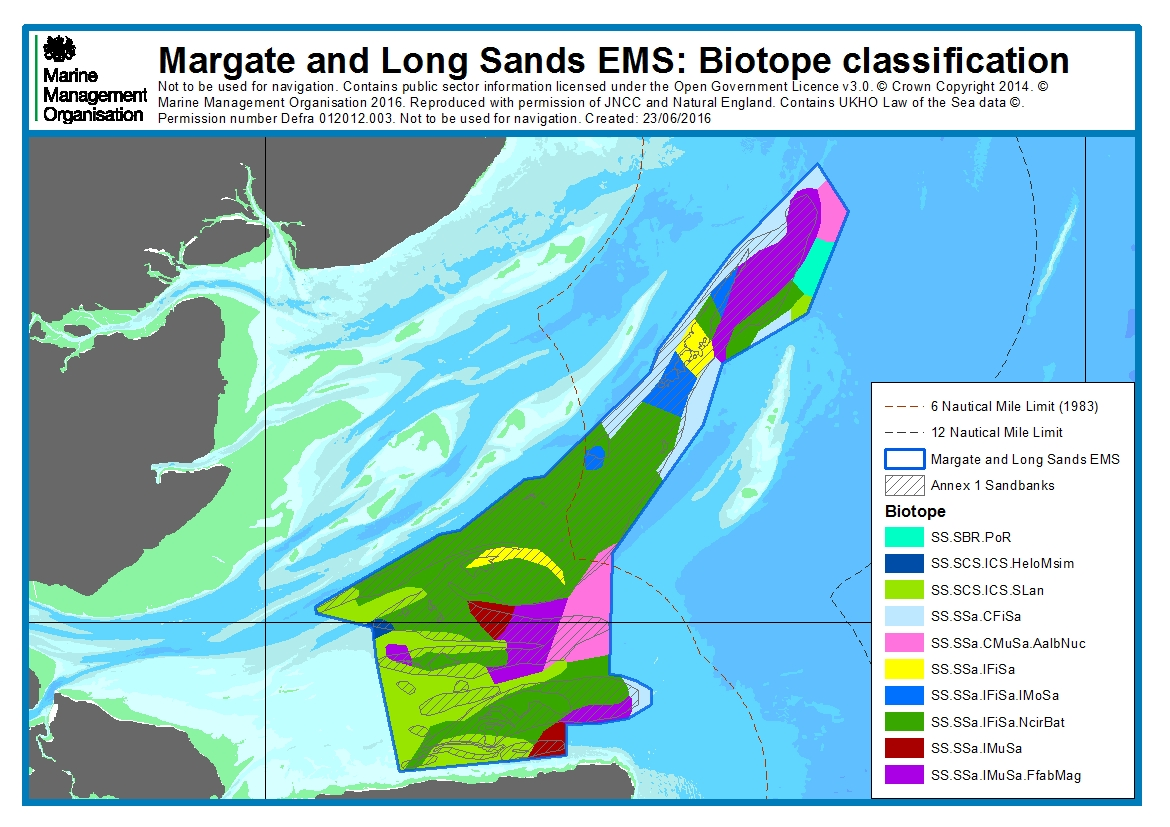 Marine
Management
Organisation
Margate and Long Sands EMS: Biotope classification
Not to be used for navigation. Contains public sector information licensed under the Open Government Licence v3.0. © Crown Copyright 2014. ©
Marine Management Organisation 2016. Reproduced with permission of JNCC and Natural England. Contains UKHO Law of the Sea data ©.
Permission number Defra 012012.003. Not to be used for navigation. Created: 23/06/2016
6 Nautical Mile Limit (1983)
12 Nautical Mile Limit
Margate and Long Sands EMS
Annex 1 Sandbanks
Biotope
SS.SBR.PoR
SS.SCS.ICS.HeloMsim
SS.SCS.ICS.SLan
SS.SSa.CFiSa
SS.SSa.CMuSa.AalbNuc
SS.SSa.IFiSa
SS.SSa.IFiSa.IMoSa
SS.SSa.IFiSa.NcirBat
SS.SSa.IMuSa
SS.SSa.IMuSa.FfabMag